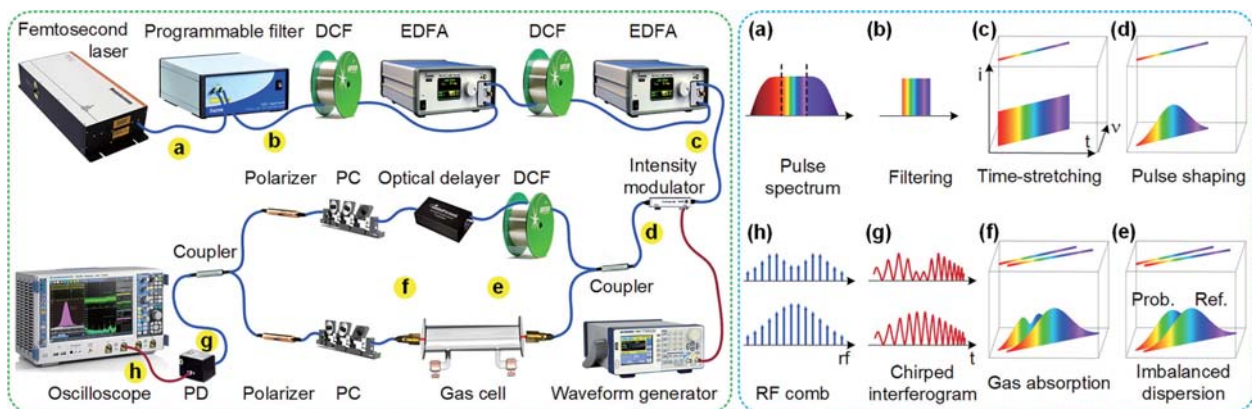 Femtosecond
laser
Programmable filter
DCF
EDFA
DCF
EDFA
a
b
c
Intensity
modulator
Polarizer
PC
Optical delayer
DCF
d
Coupler
f
e
Coupler
g
h
Oscilloscope
PD
Polarizer
PC
Gas cell
Waveform generator
(a)
(b)
(c)
(d)
i
t
ν
Pulse
spectrum
Filtering
Time-stretching
Pulse shaping
(h)
(g)
(f)
(e)
rf
t
Prob.
Ref.
RF comb
Chirped
interferogram
Gas absorption
Imbalanced
dispersion